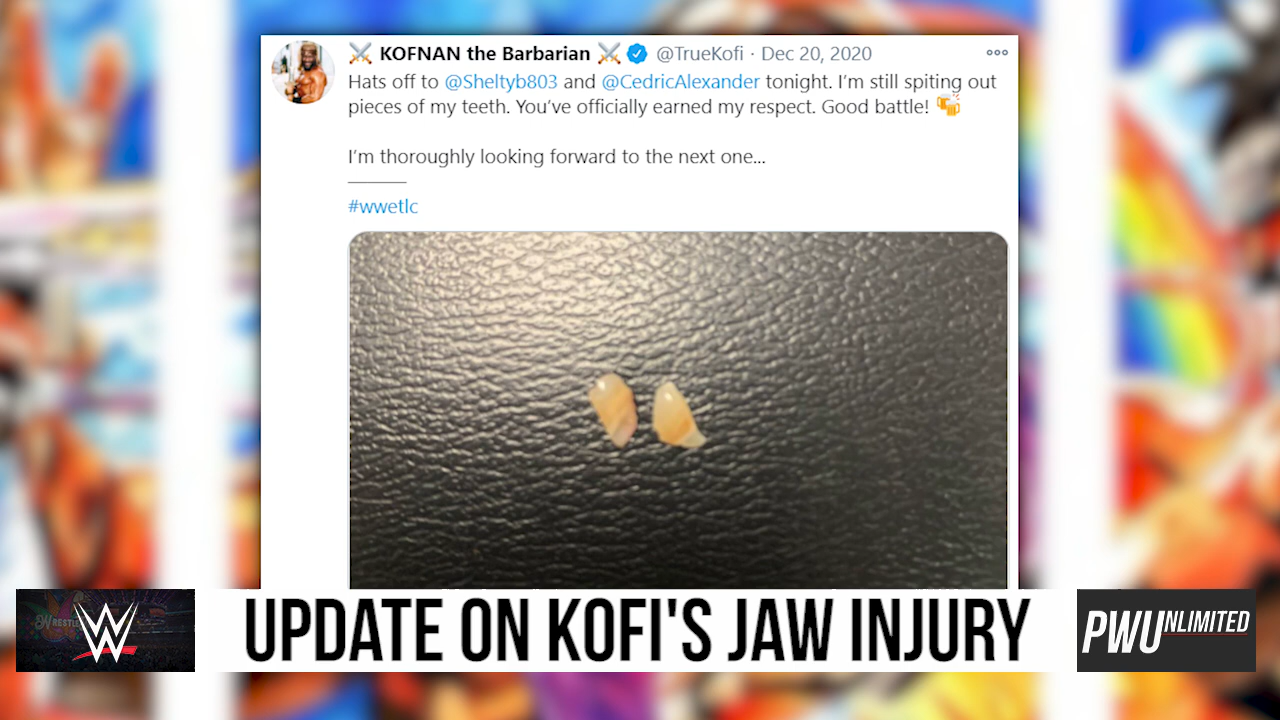 ⚔️ KOFNAN the Barbarian ⚔️ @TrueKofi · Dec 20, 2020
Hats off to @Sheltyb803 and @CedricAlexander tonight. I'm still spiting out
pieces of my teeth. You've officially earned my respect. Good battle! 🍻
I'm thoroughly looking forward to the next one...
#wwetlc
UPDATE ON KOFI'S JAW INJURY
PWUNLIMITED